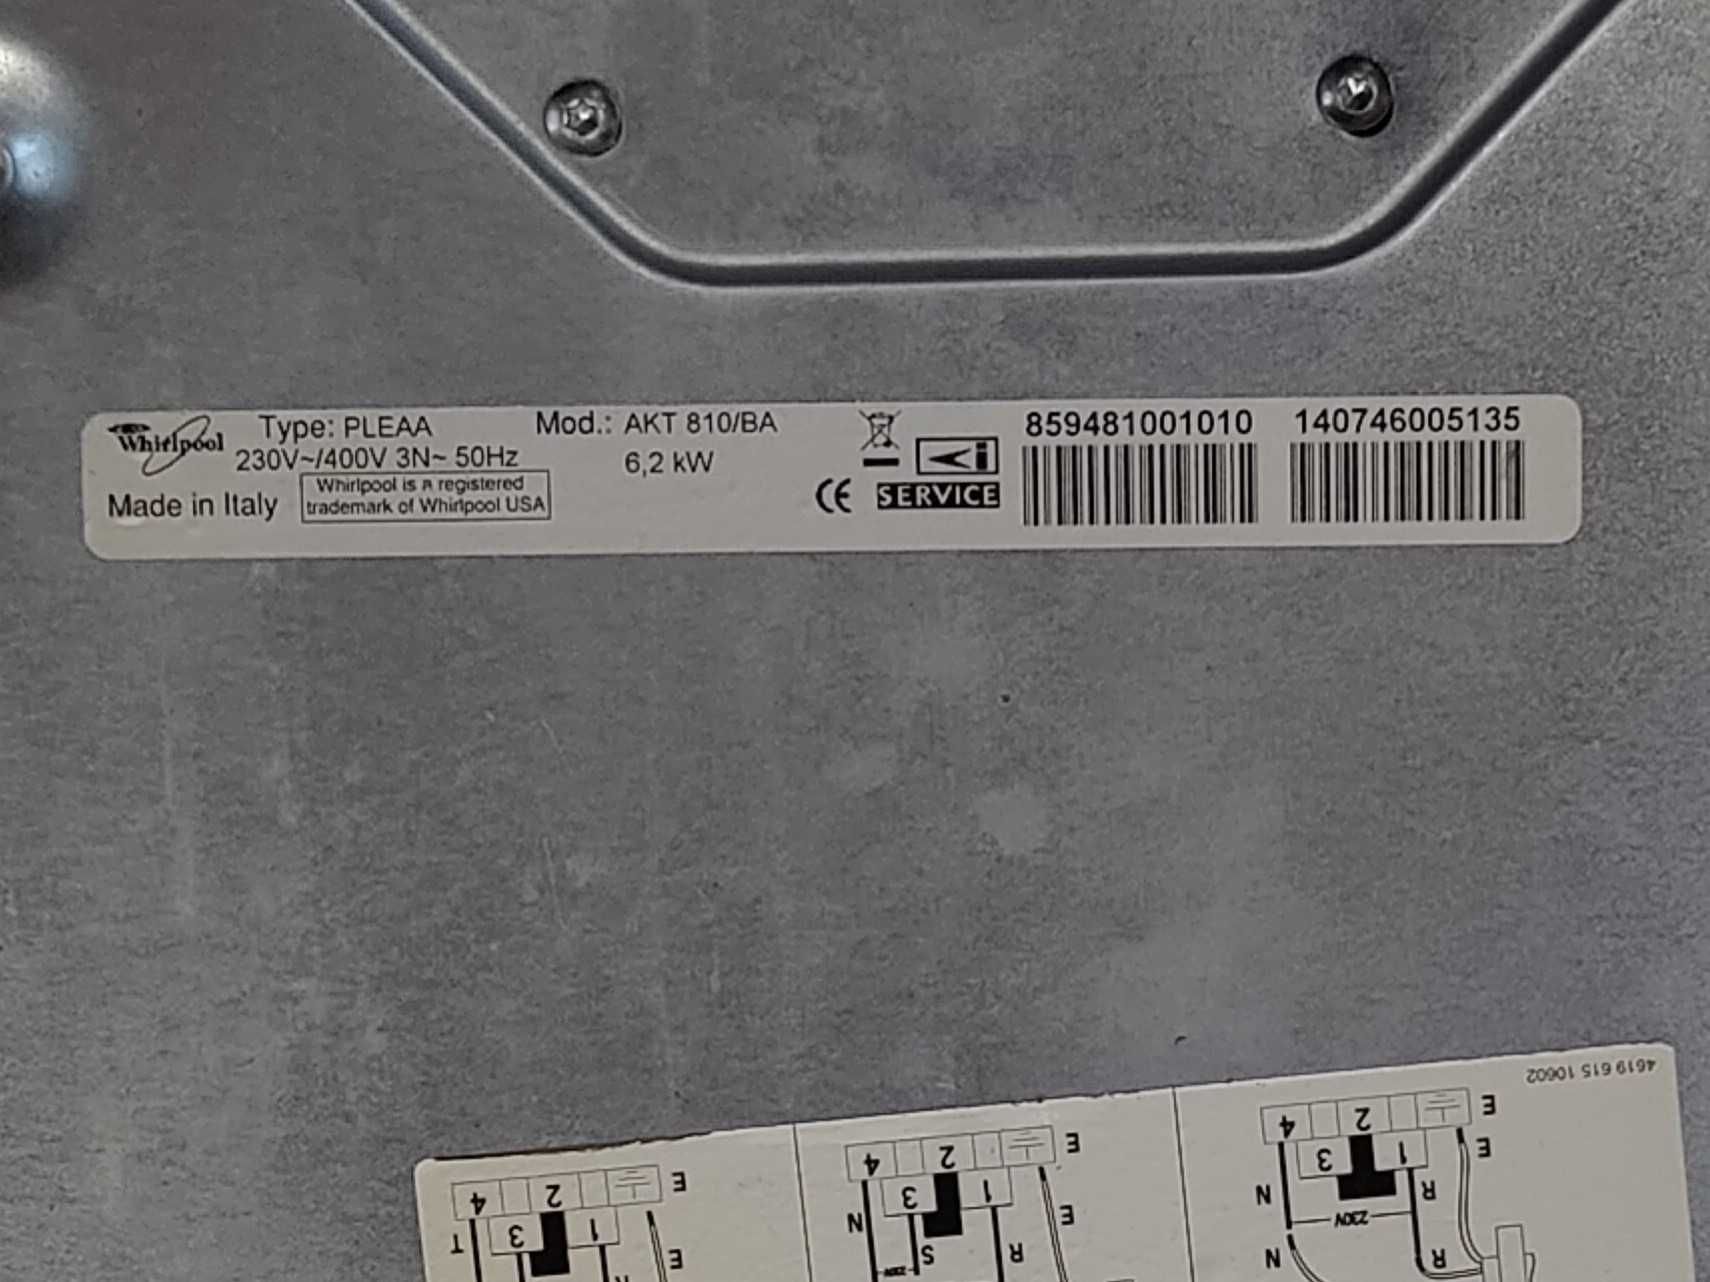 Whirlpool
Type: PLEAA
Mod.: AKT 810/BA
230V~/400V 3N~ 50Hz
6,2 kW
Made in Italy
Whirlpool is a registered
trademark of Whirlpool USA
CE
SERVICE
859481001010
140746005135
4619 615 10602
4 2 E
3 1
T E
4 2 E
3 1
N E
S R
230V
4 2 E
3 1 E
N R
230V
N R